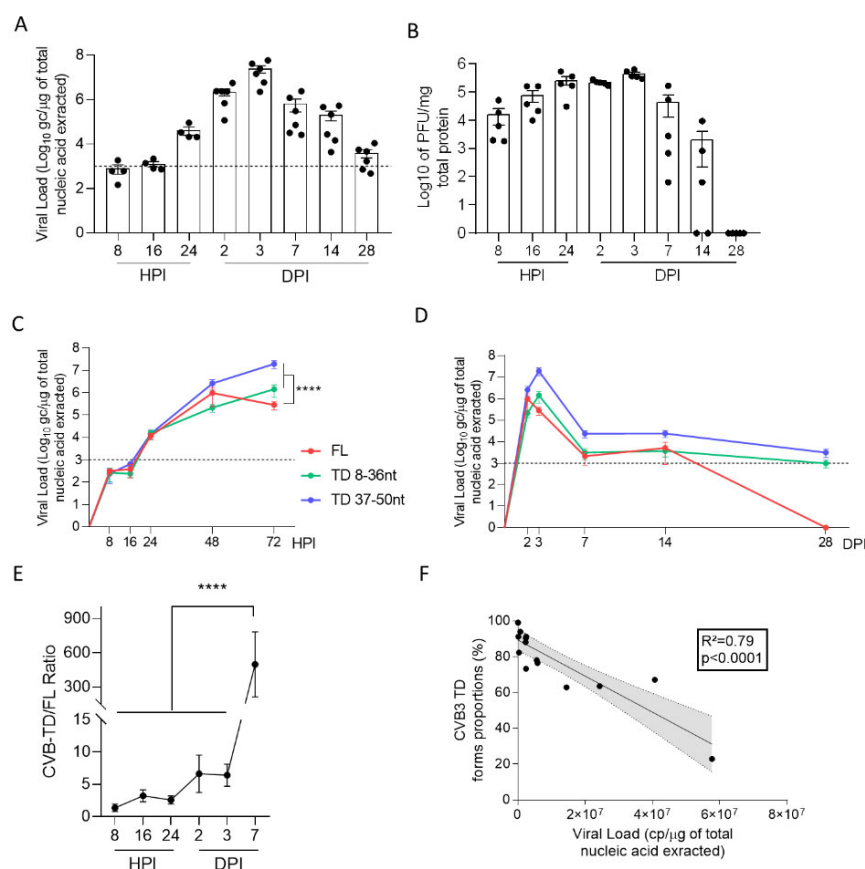 A
Viral Load (Log10 gc/μg of total
nucleic acid extracted)
8
6
4
2
0
8 16 24 2 3 7 14 28
HPI DPI
B
Log10 of PFU/mg
total protein
6
5
4
3
2
1
0
8 16 24 2 3 7 14 28
HPI DPI
C
Viral Load (Log10 gc/μg of total
nucleic acid exracted)
8
7
6
5
4
3
2
1
0
8 16 24 48 72 HPI
****
FL
TD 8-36nt
TD 37-50nt
D
Viral Load (Log10 gc/μg of total
nucleic acid exracted)
8
7
6
5
4
3
2
1
0
2 3 7 14 28 DPI
E
CVB-TD/FL Ratio
****
900
600
300
15
10
5
0
8 16 24 2 3 7
HPI DPI
F
CVB3 TD
forms proportions (%)
100
80
60
40
20
0
R²=0.79
p<0.0001
0 2×10⁷ 4×10⁷ 6×10⁷ 8×10⁷
Viral Load (cp/μg of total
nucleic acid extracted)